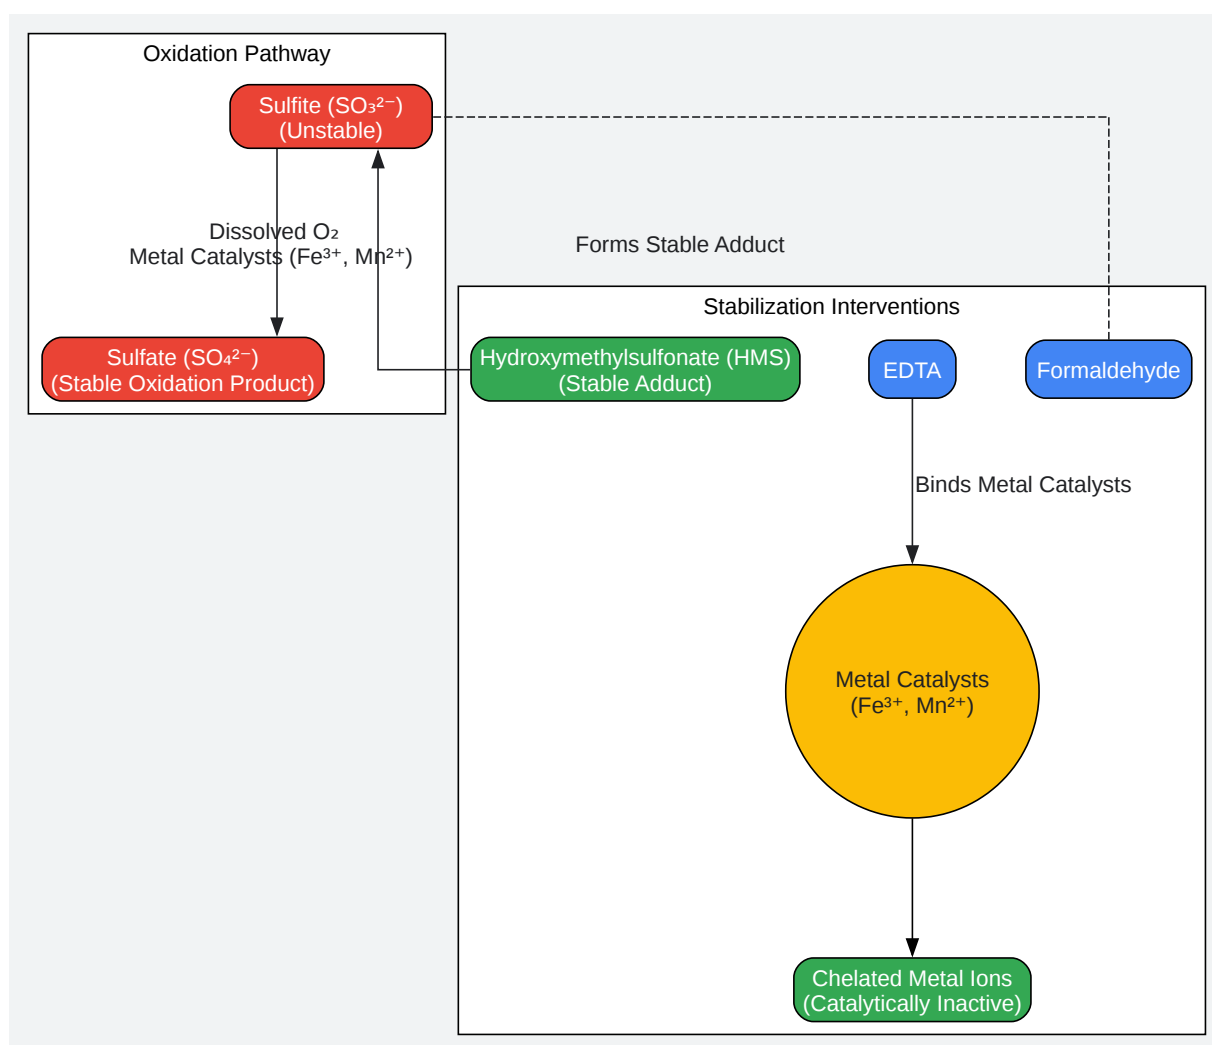 Oxidation Pathway
Sulfite (SO₃²⁻)
(Unstable)
Dissolved O₂
Metal Catalysts (Fe³⁺, Mn²⁺)
Sulfate (SO₄²⁻)
(Stable Oxidation Product)
Forms Stable Adduct
Stabilization Interventions
Hydroxymethylsulfonate (HMS)
(Stable Adduct)
EDTA
Formaldehyde
Binds Metal Catalysts
Metal Catalysts
(Fe³⁺, Mn²⁺)
Chelated Metal Ions
(Catalytically Inactive)